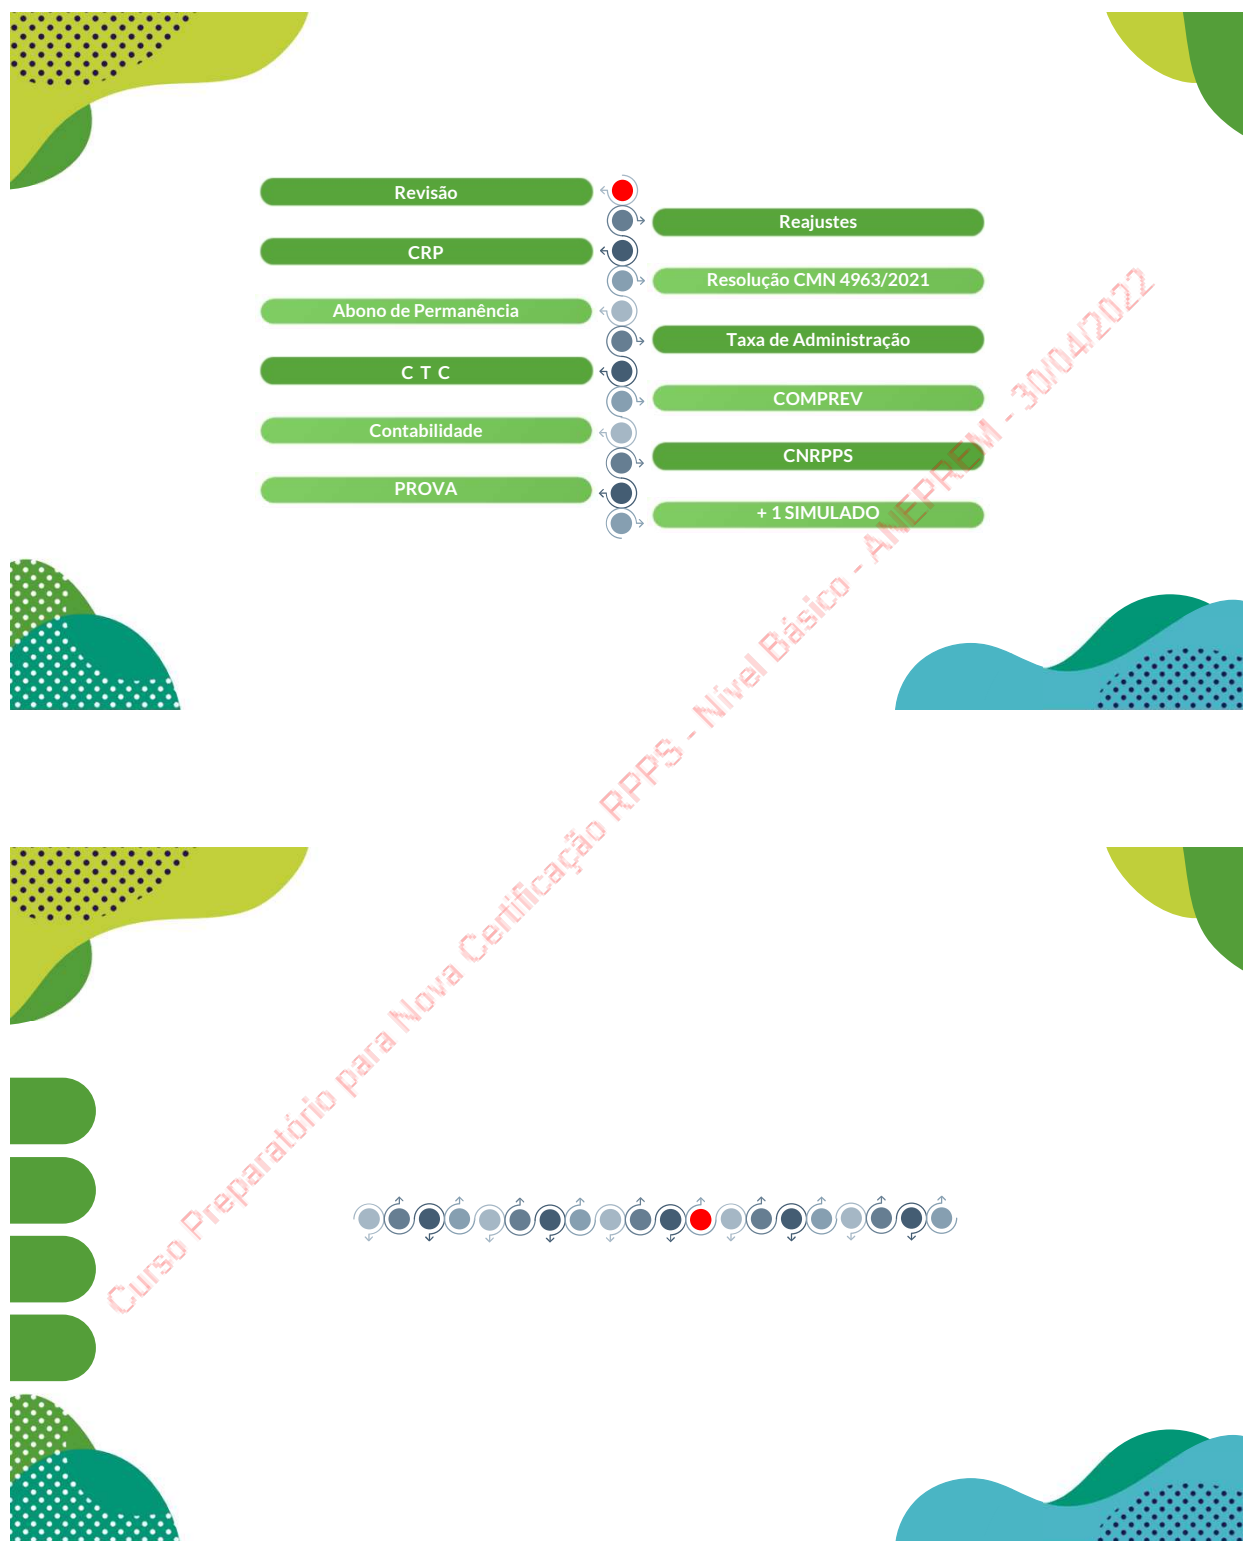 Revisão
Reajustes
CRP
Resolução CMN 4963/2021
Abono de Permanência
Taxa de Administração
C T C
COMPREV
Contabilidade
CNRPPS
PROVA
+ 1 SIMULADO
Curso Preparatório para Nova Certificação RPPS - Nível Básico - ANEPREM - 30/04/2022